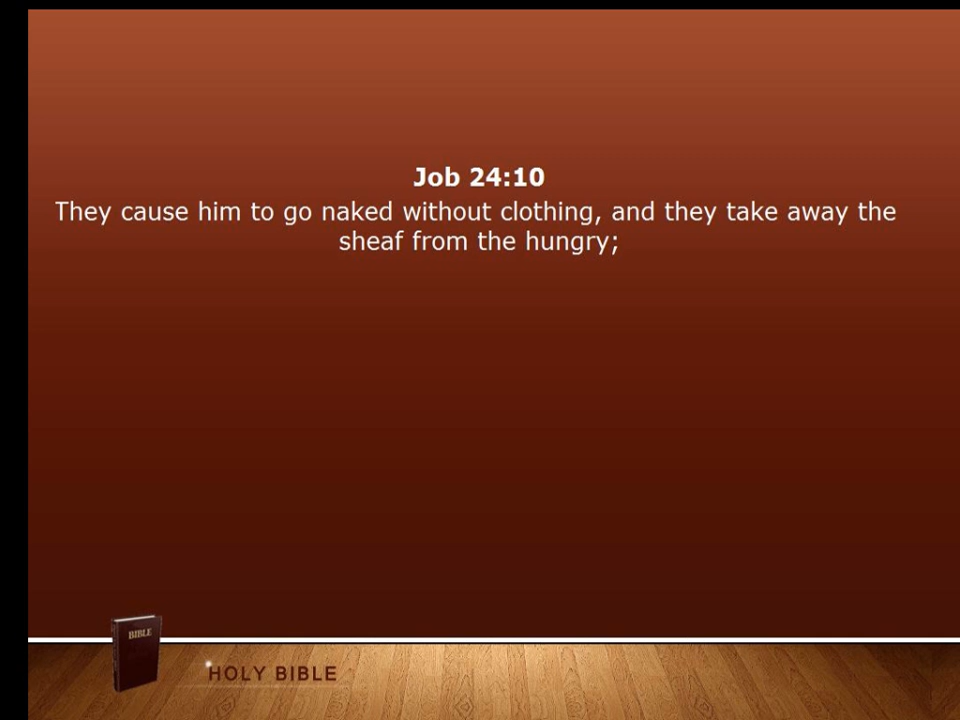 Job 24:10
They cause him to go naked without clothing, and they take away the
sheaf from the hungry;
BIBLE
HOLY BIBLE